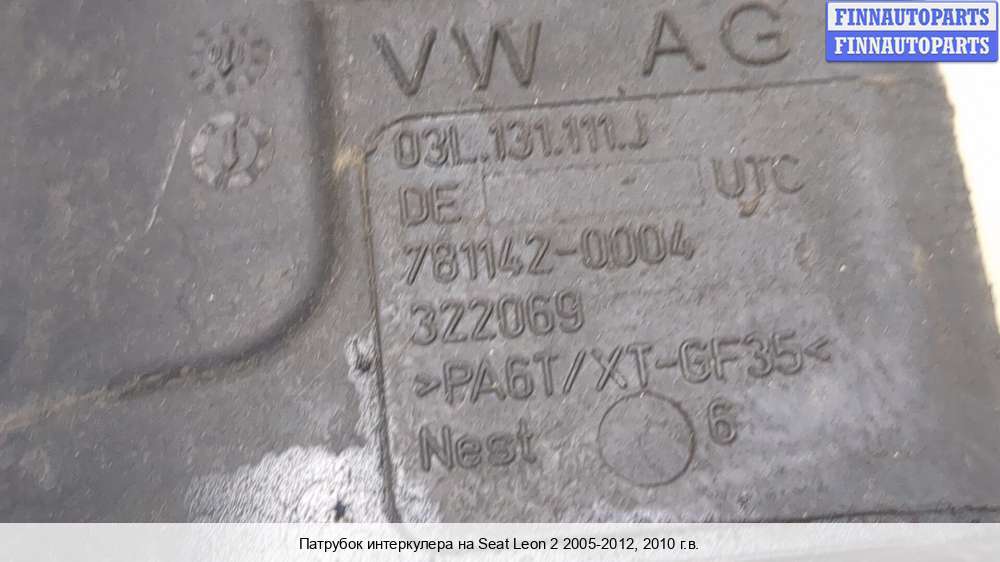 FINNAUTOPARTS
FINNAUTOPARTS
VW AG
03L.131.111.J
DE UTC
781142-0004
322069
>PA6T/XT-GF35<
Nest 6
Патрубок интеркулера на Seat Leon 2 2005-2012, 2010 г.в.